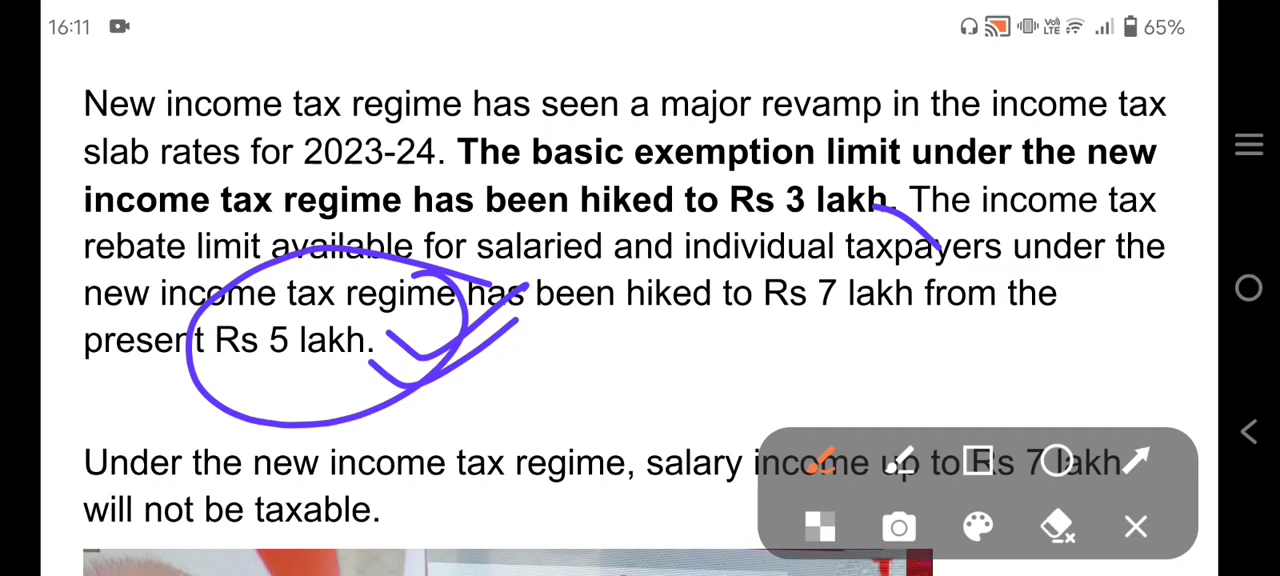 16:11
Vo)) LTE
65%
New income tax regime has seen a major revamp in the income tax
slab rates for 2023-24. The basic exemption limit under the new
income tax regime has been hiked to Rs 3 lakh. The income tax
rebate limit available for salaried and individual taxpayers under the
new income tax regime has been hiked to Rs 7 lakh from the
present Rs 5 lakh.
Under the new income tax regime, salary income up to Rs 7 lakh
will not be taxable.